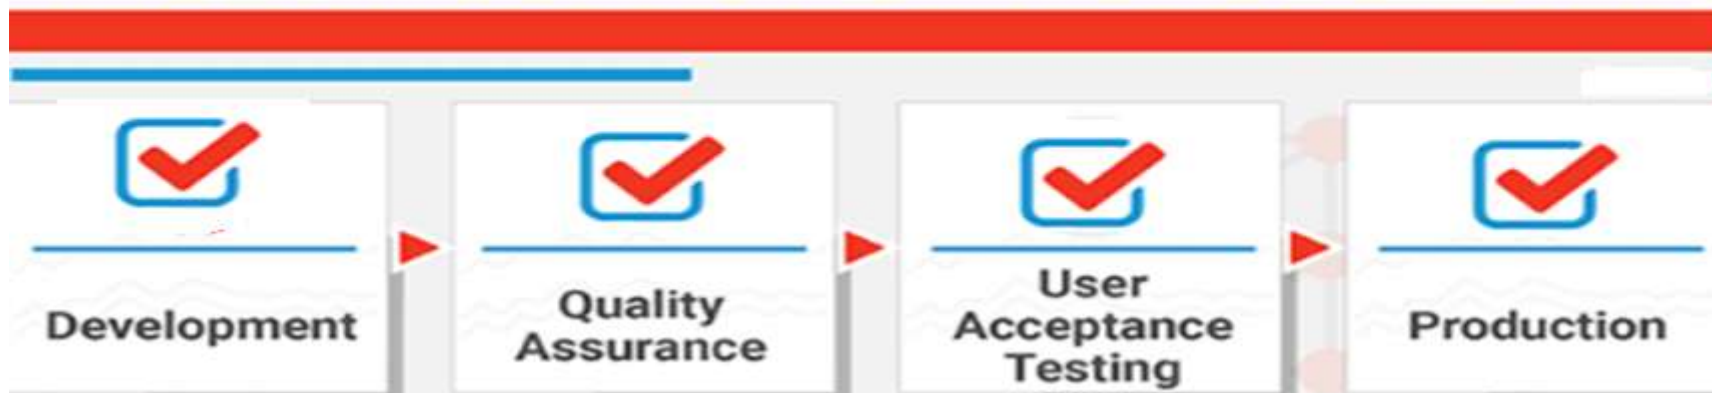 Development
Quality
Assurance
User
Acceptance
Testing
Production